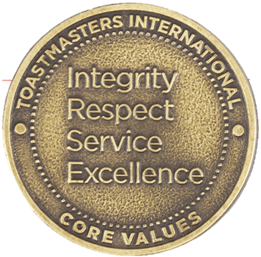 TOASTMASTERS INTERNATIONAL
Integrity
Respect
Service
Excellence
CORE VALUES